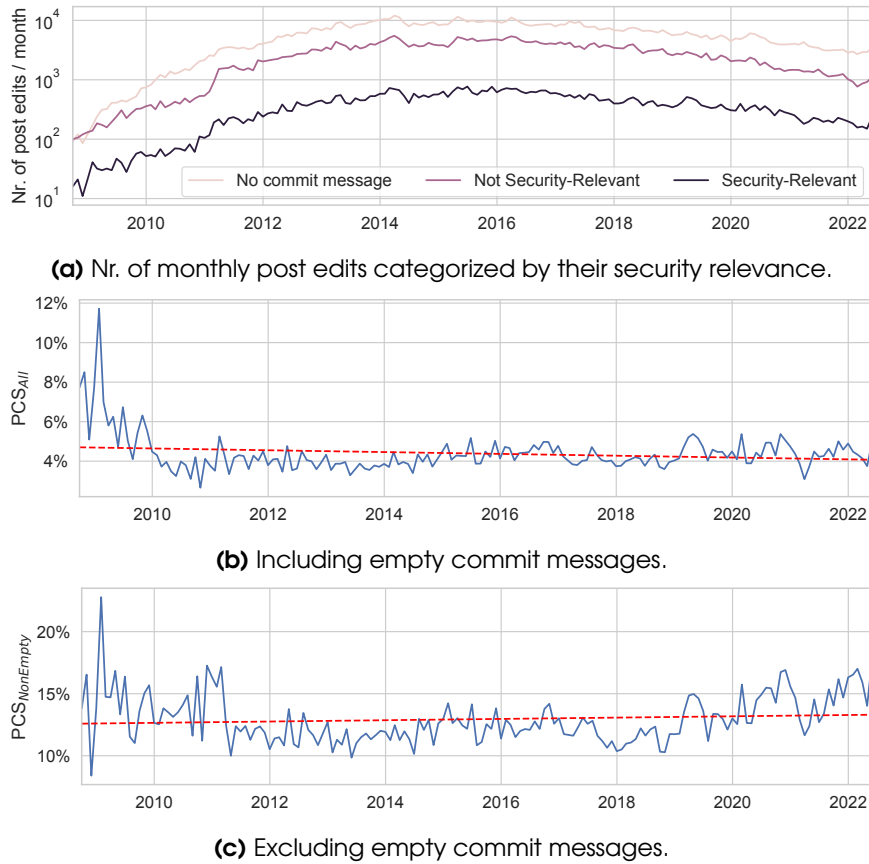 Nr. of post edits / month
10^4
10^3
10^2
10^1
No commit message
Not Security-Relevant
Security-Relevant
2010 2012 2014 2016 2018 2020 2022
(a) Nr. of monthly post edits categorized by their security relevance.
PCS_All
12%
10%
8%
6%
4%
2010 2012 2014 2016 2018 2020 2022
(b) Including empty commit messages.
PCS_NonEmpty
20%
15%
10%
2010 2012 2014 2016 2018 2020 2022
(c) Excluding empty commit messages.